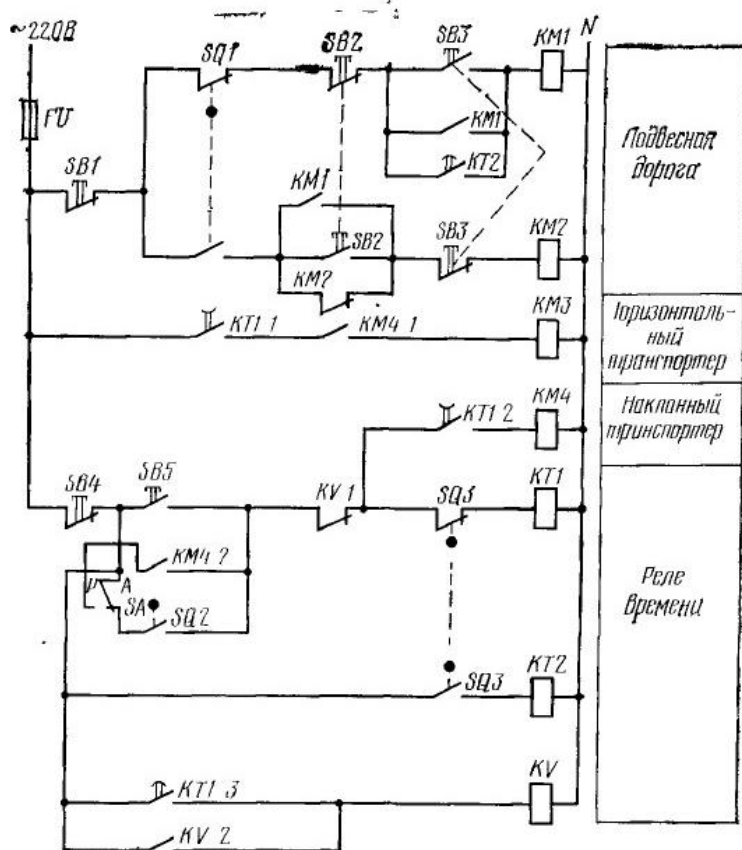 ~220В
N
SQ1
SB2
SB3
KM1
FU
SB1
KM1
KT2
Подвесная
дорога
KM1
SB2
SB3
KM2
KM2
KT1 1
KM4 1
KM3
Горизонталь-
ный
транспортер
KT1 2
KM4
Наклонный
транспортер
SB4
SB5
KV 1
SQ3
KT1
KM4 2
Р
А
SA
SQ2
Реле
времени
SQ3
KT2
KT1 3
KV
KV 2